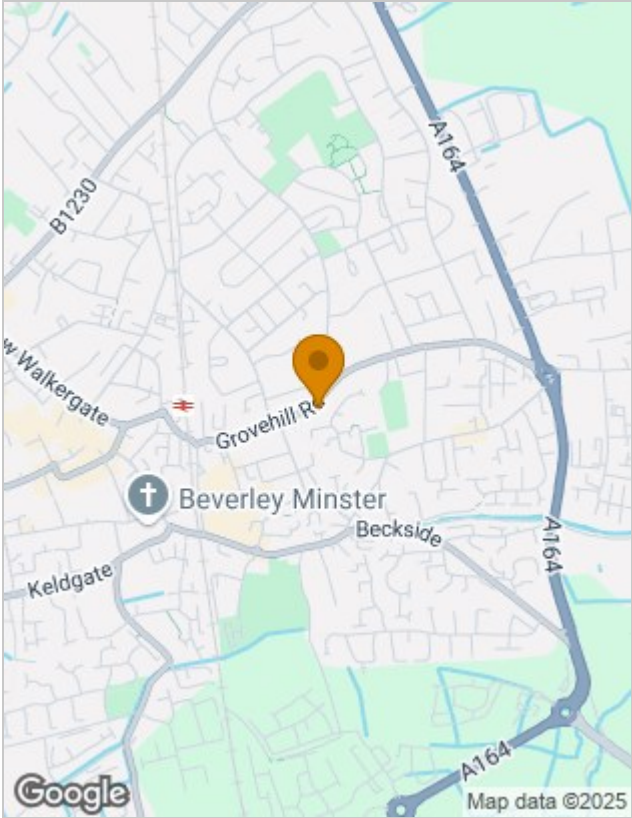 A164
B1230
w Walkergate
Grovehill R
Beverley Minster
Beckside
A164
Keldgate
A164
Google
Map data ©2025